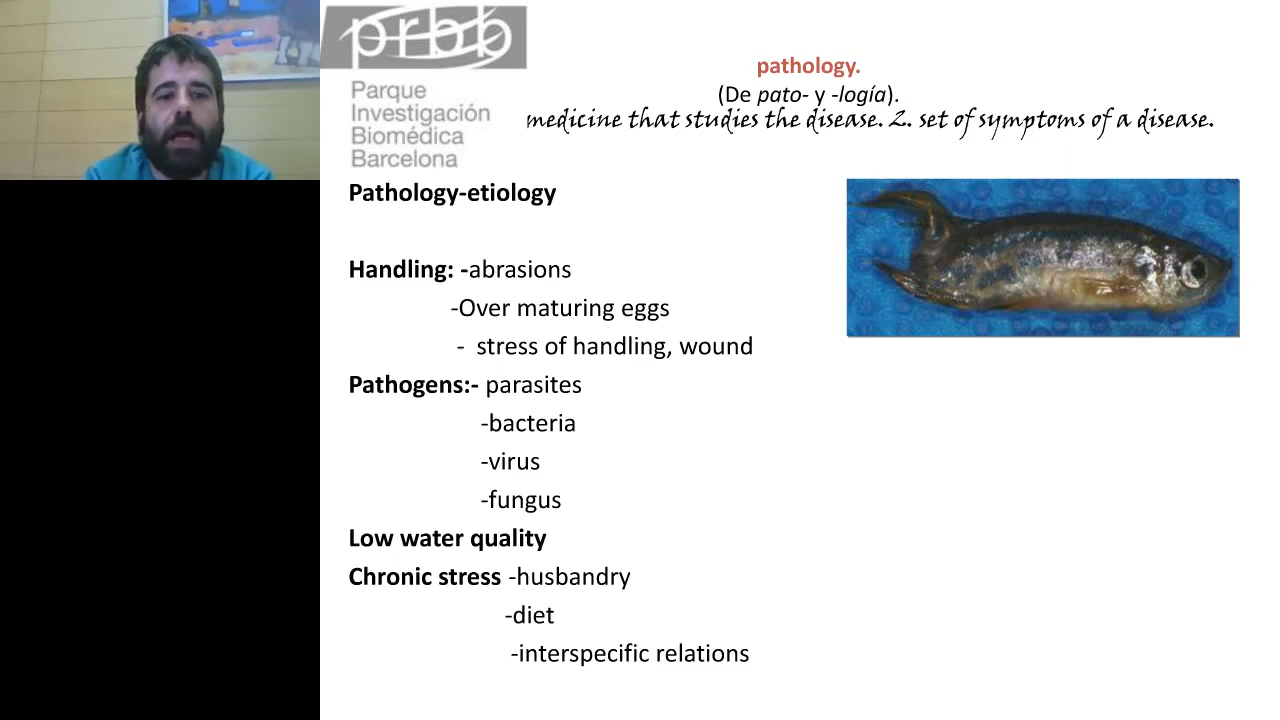 prbb
Parque
Investigación
Biomédica
Barcelona
pathology.
(De pato- y -logía).
medicine that studies the disease. 2. set of symptoms of a disease.
Pathology-etiology
Handling: -abrasions
-Over maturing eggs
- stress of handling, wound
Pathogens:- parasites
-bacteria
-virus
-fungus
Low water quality
Chronic stress -husbandry
-diet
-interspecific relations